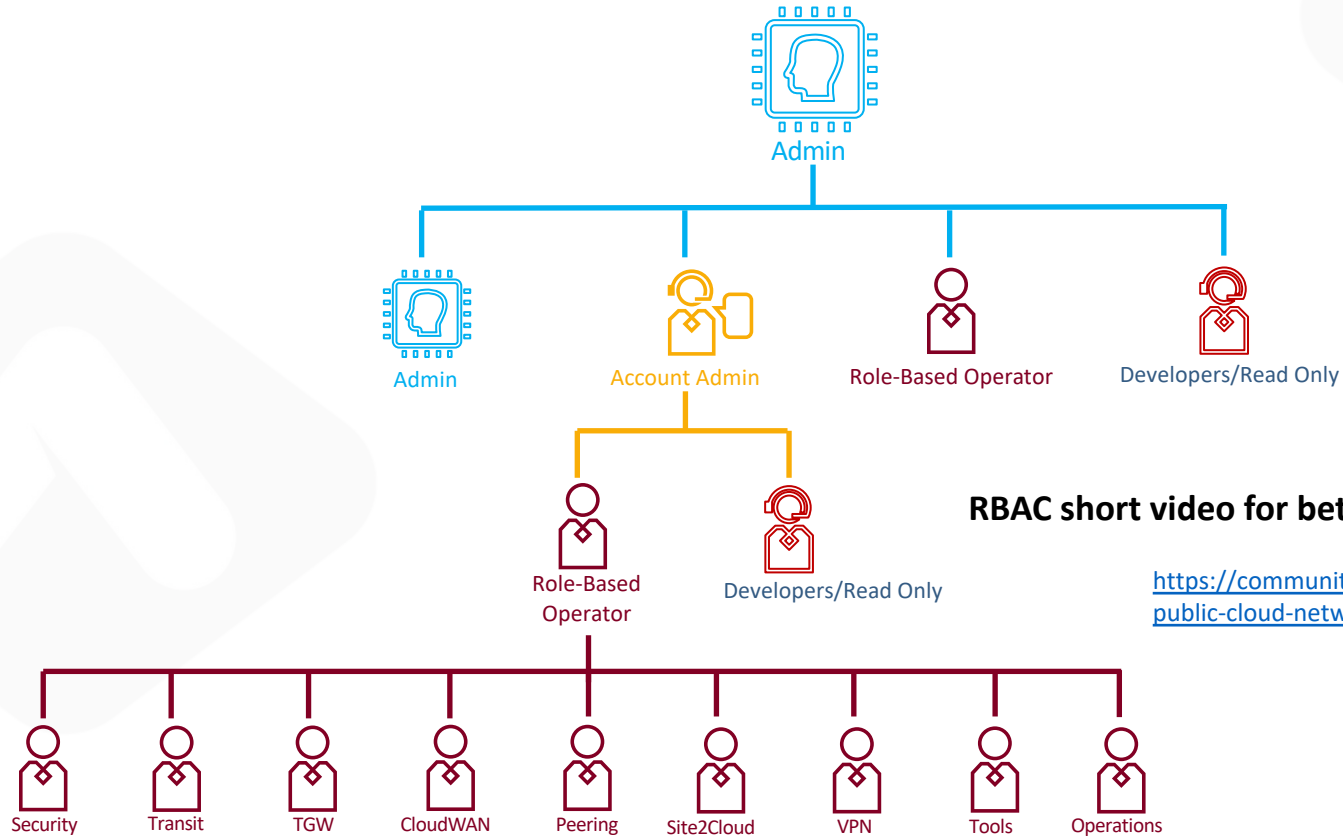 Admin
Admin
Account Admin
Role-Based Operator
Developers/Read Only
RBAC short video for bet
Role-Based
Operator
Developers/Read Only
https://communit
public-cloud-netw
Security
Transit
TGW
CloudWAN
Peering
Site2Cloud
VPN
Tools
Operations